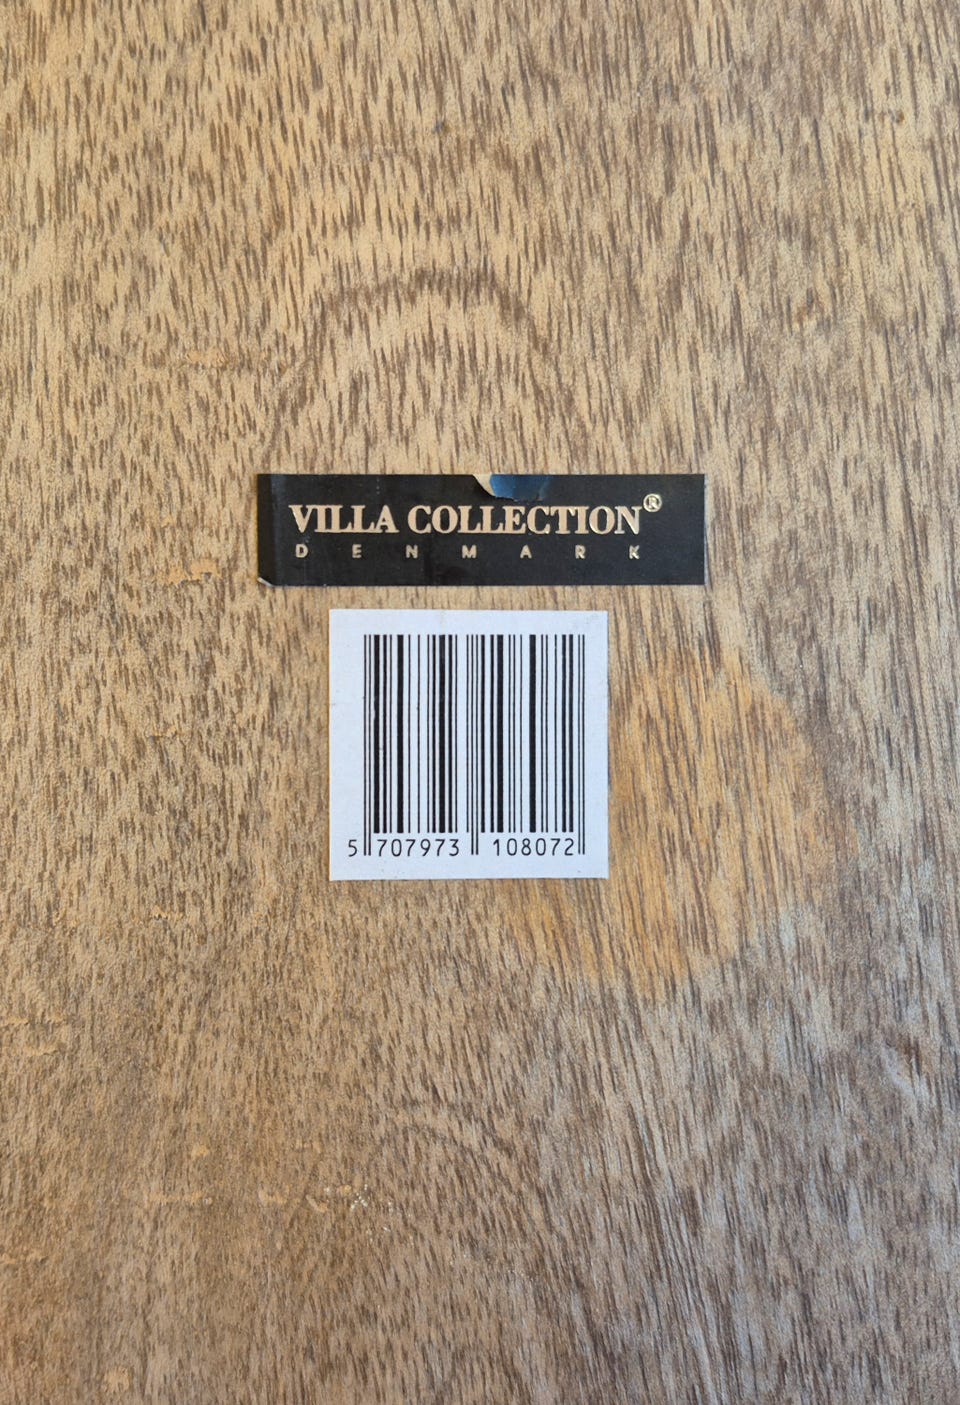 VILLA COLLECTION®
DENMARK
5 707973 108072